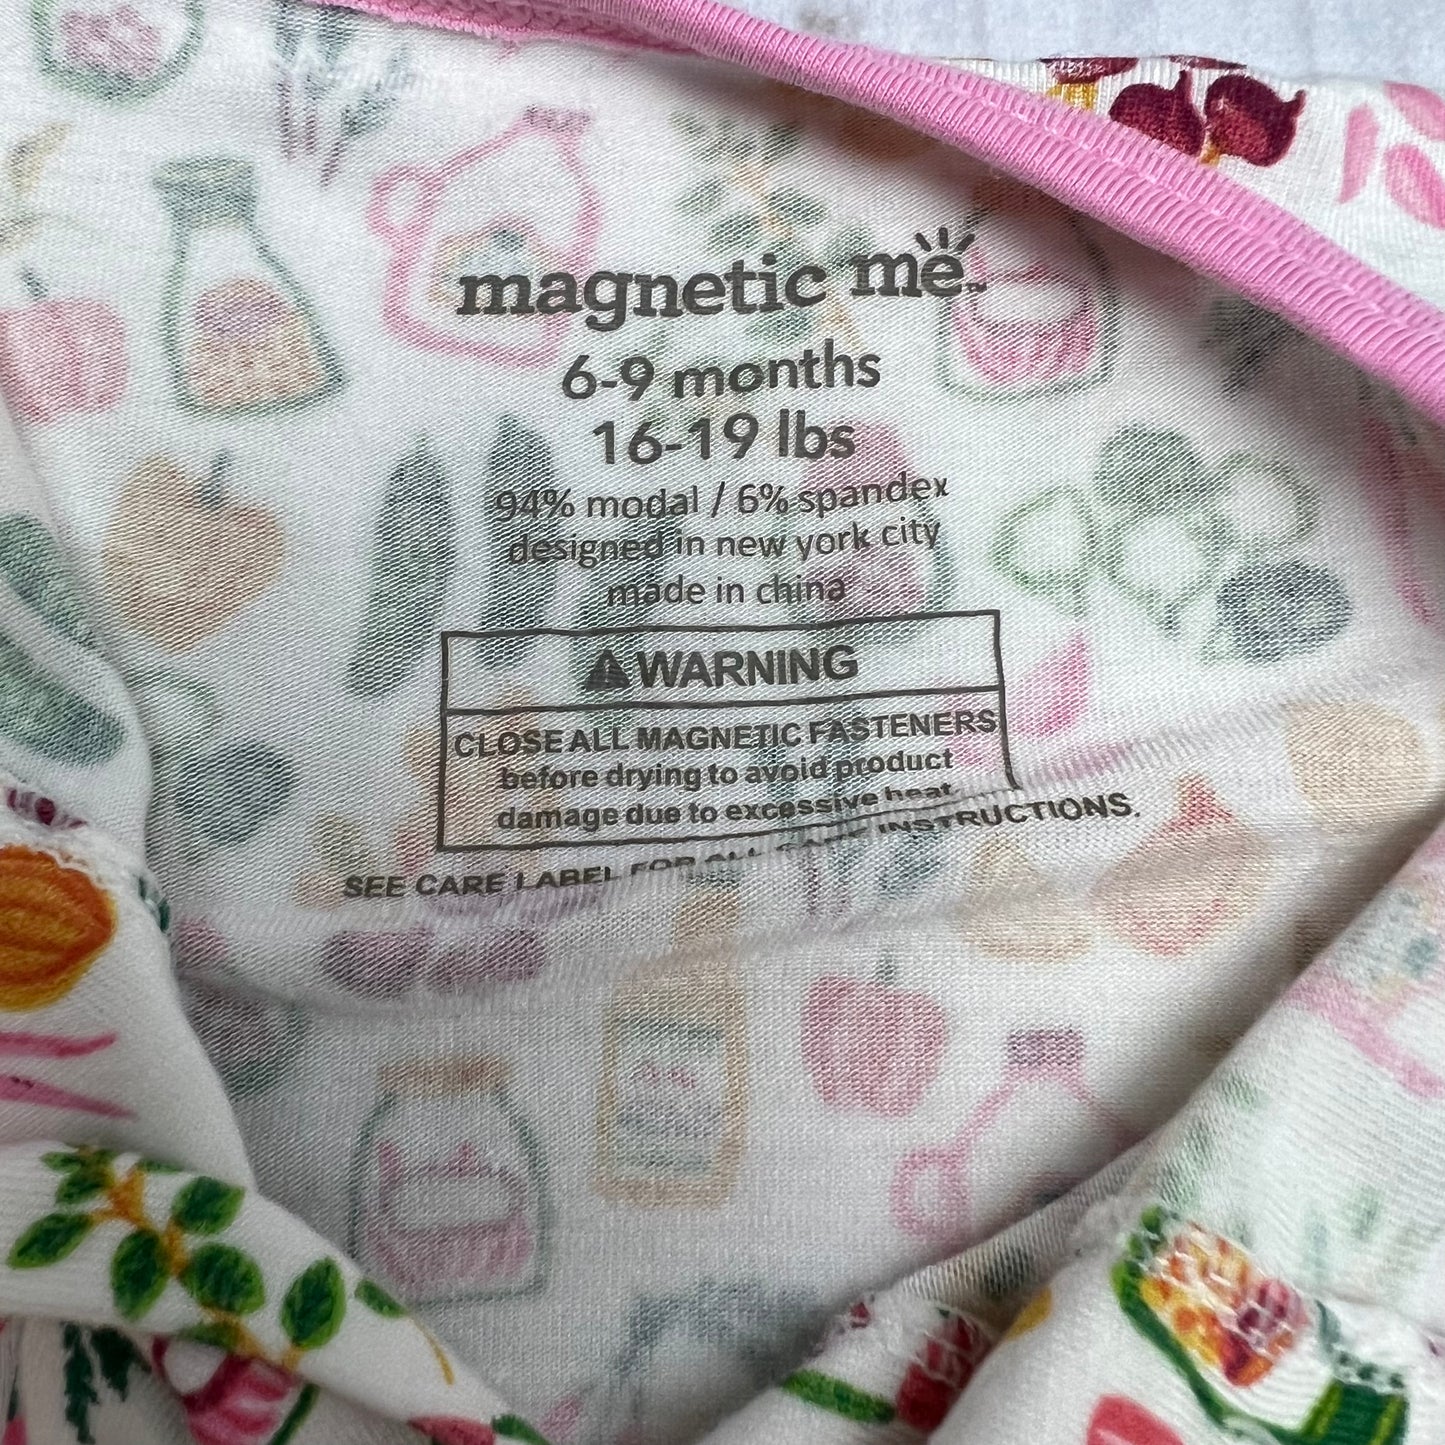 magnetic me™
6-9 months
16-19 lbs
94% modal / 6% spandex
designed in new york city
made in china
⚠WARNING
CLOSE ALL MAGNETIC FASTENERS
before drying to avoid product
damage due to excessive heat.
SEE CARE LABEL FOR ALL CARE INSTRUCTIONS.